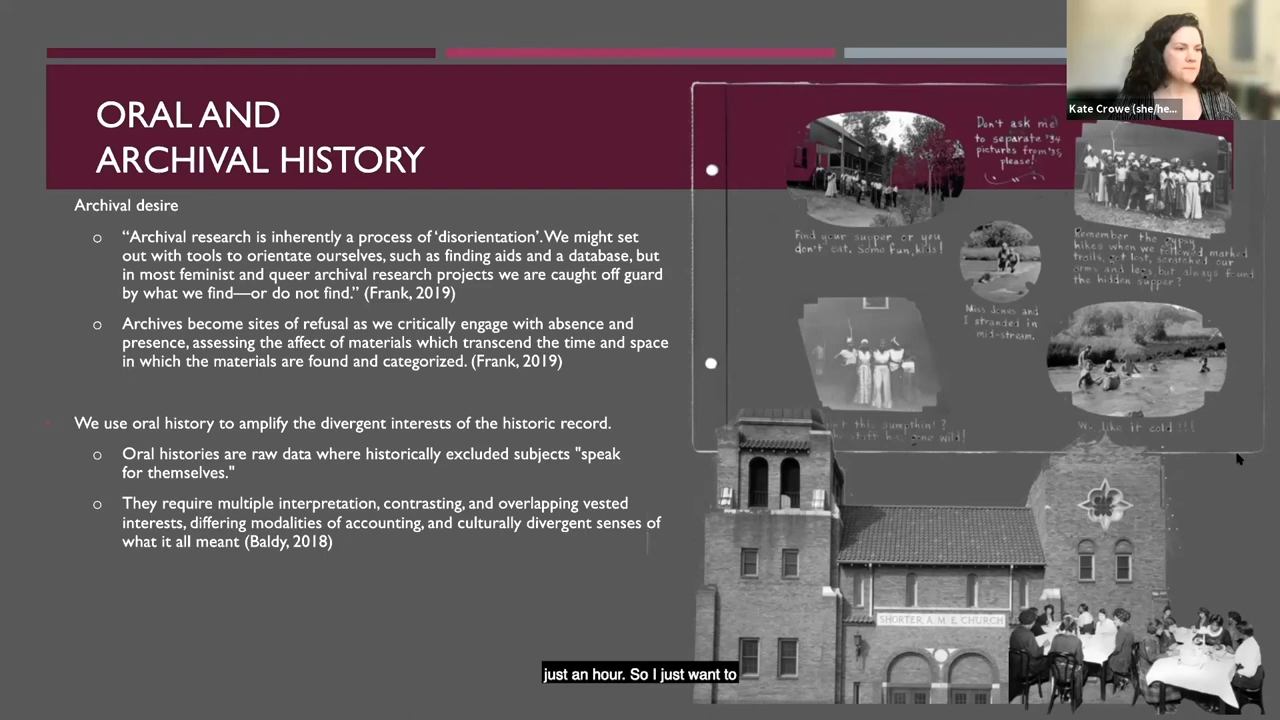 Kate Crowe (she/he...
ORAL AND
ARCHIVAL HISTORY
Archival desire
“Archival research is inherently a process of ‘disorientation’. We might set
out with tools to orientate ourselves, such as finding aids and a database, but
in most feminist and queer archival research projects we are caught off guard
by what we find—or do not find.” (Frank, 2019)
Archives become sites of refusal as we critically engage with absence and
presence, assessing the affect of materials which transcend the time and space
in which the materials are found and categorized. (Frank, 2019)
We use oral history to amplify the divergent interests of the historic record.
Oral histories are raw data where historically excluded subjects "speak
for themselves."
They require multiple interpretation, contrasting, and overlapping vested
interests, differing modalities of accounting, and culturally divergent senses of
what it all meant (Baldy, 2018)
Don't ask me
to separate '34
pictures from '35
please!
Find your supper or you
don't eat. Some fun, kids!
Remember the gypsy
hikes when we followed marked
trails, got lost, scratched our
arms and legs but always found
the hidden supper?
Miss Jones and
I stranded in
mid-stream.
this sumpthin'?
stuff has gone wild!
We like it cold!!!
SHORTER A.M.E. CHURCH
just an hour. So I just want to